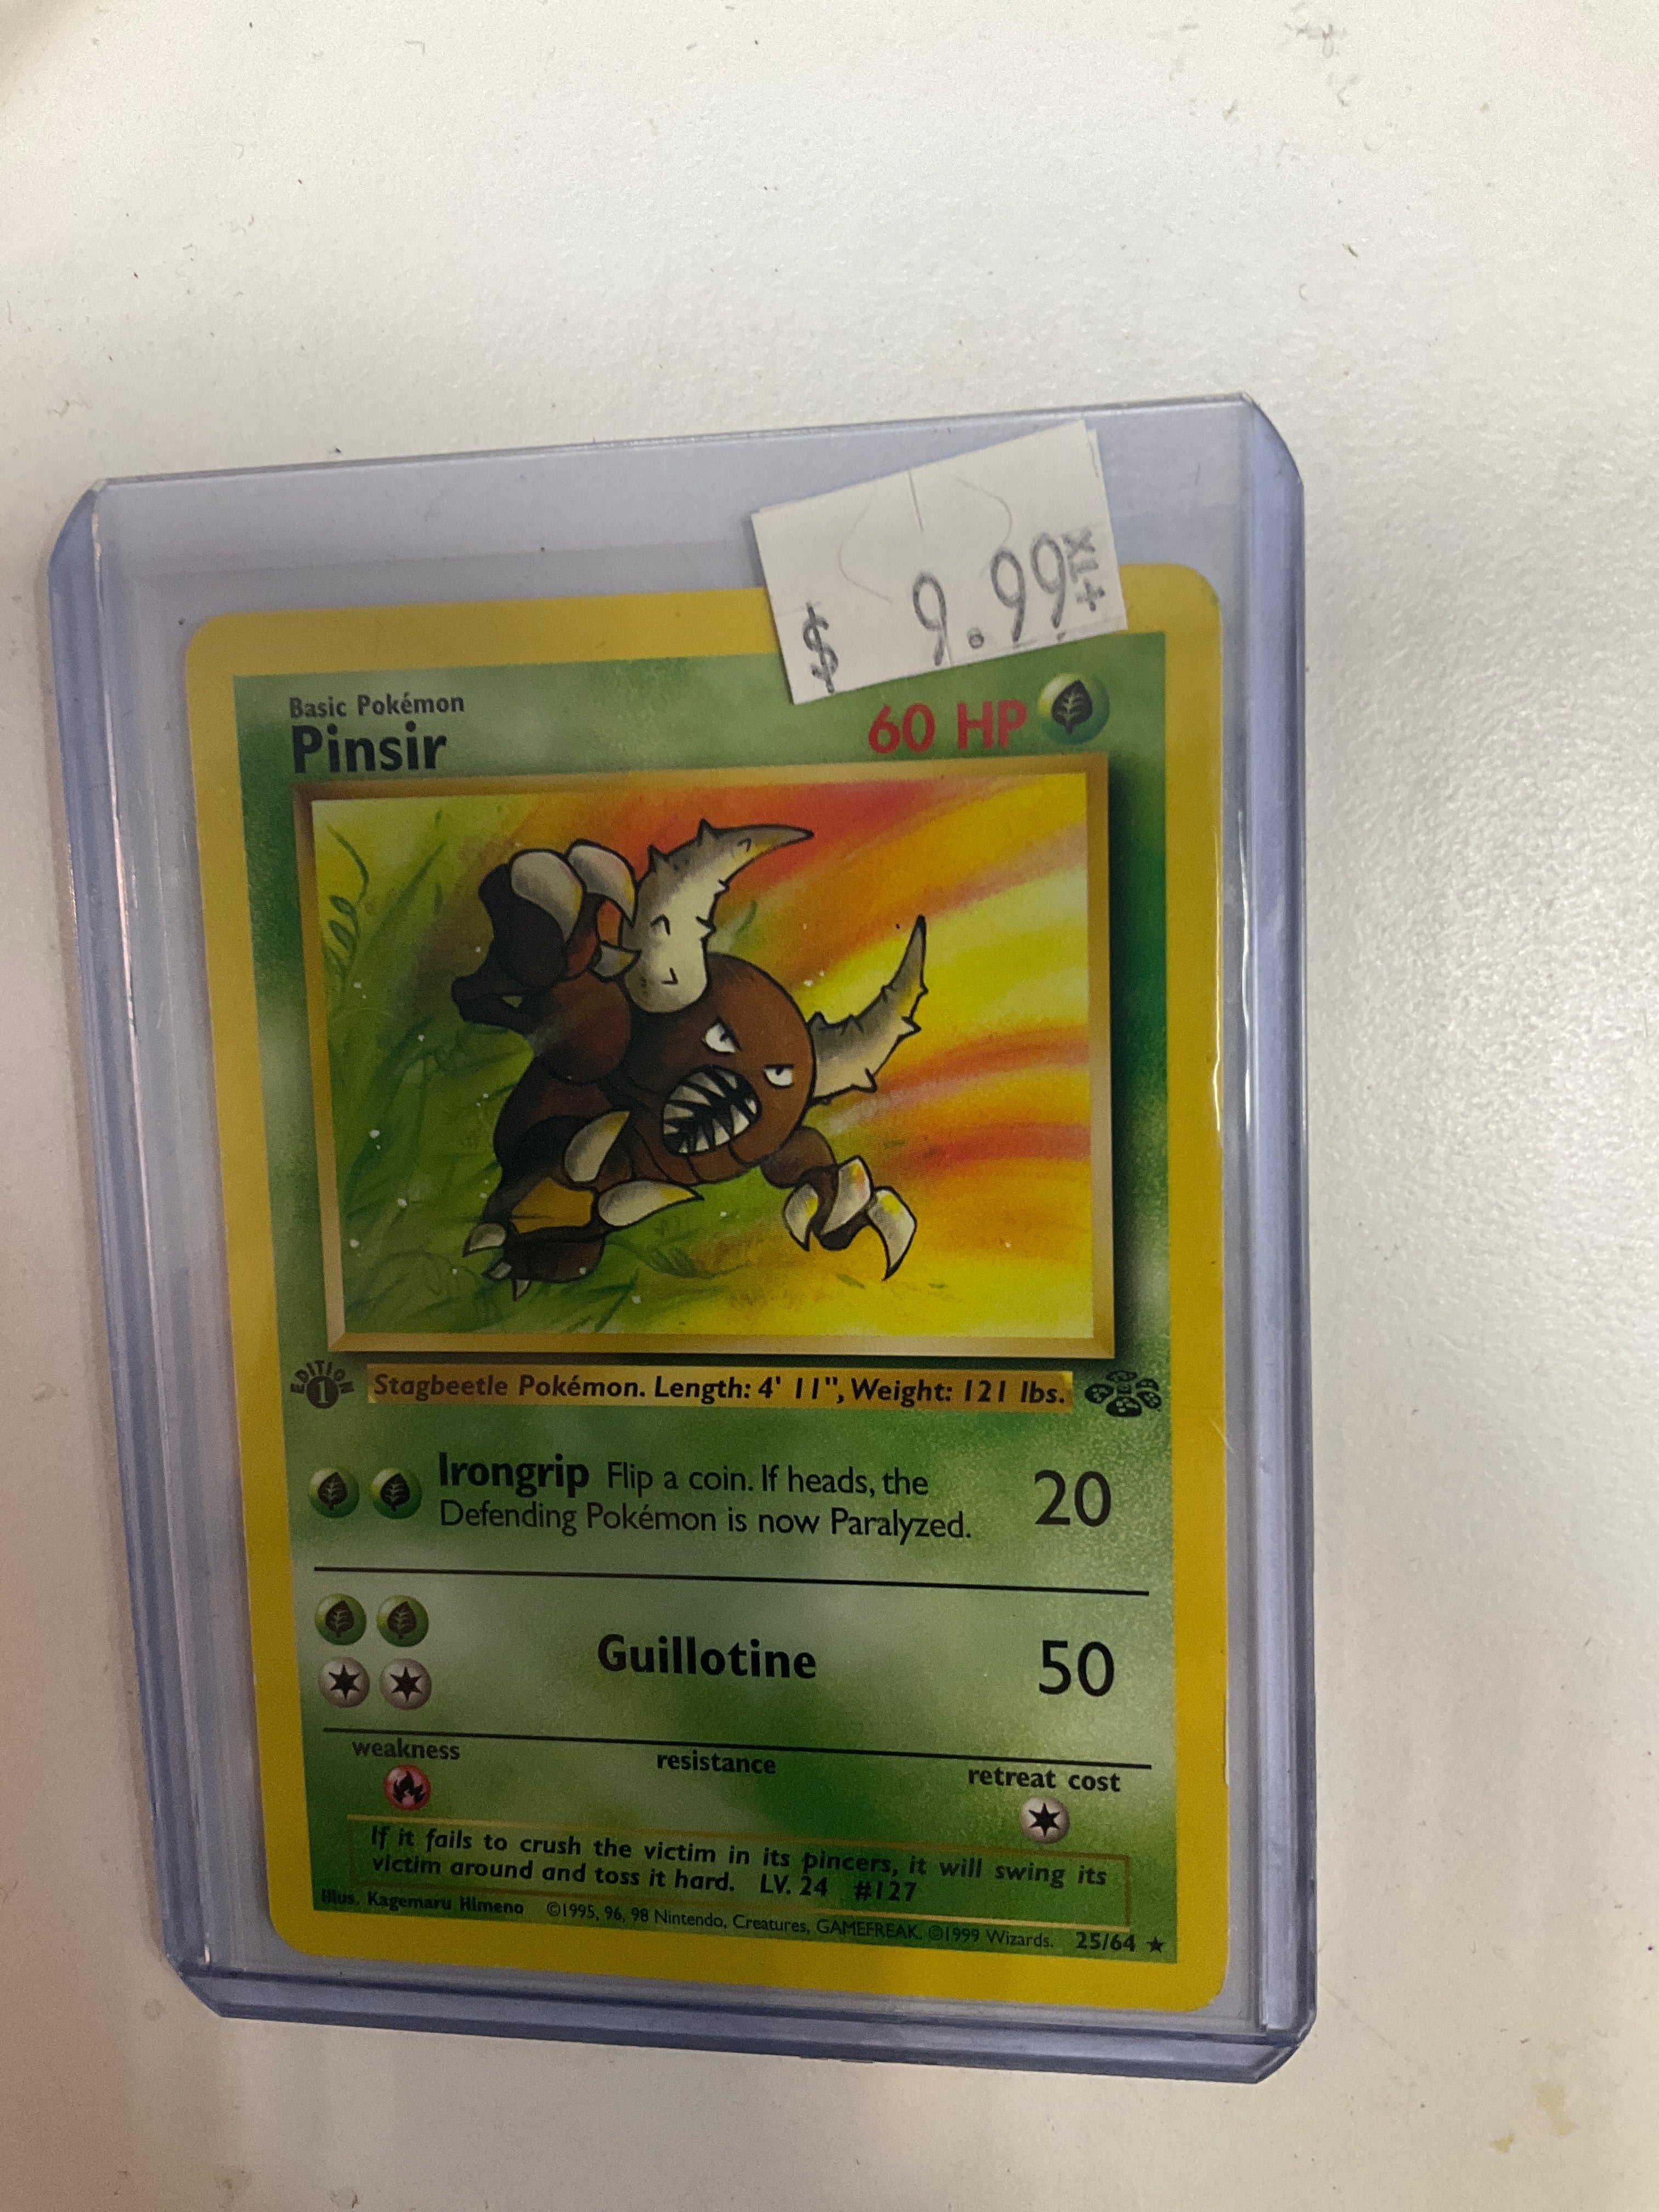 $ 9.99
Basic Pokémon
Pinsir
60 HP
EDITION
1
Stagbeetle Pokémon. Length: 4' 11", Weight: 121 lbs.
Irongrip Flip a coin. If heads, the
Defending Pokémon is now Paralyzed.
20
Guillotine
50
weakness
resistance
retreat cost
If it fails to crush the victim in its pincers, it will swing its
victim around and toss it hard. LV. 24 #127
Illus. Kagemaru Himeno ©1995, 96, 98 Nintendo, Creatures, GAMEFREAK. ©1999 Wizards. 25/64 ★